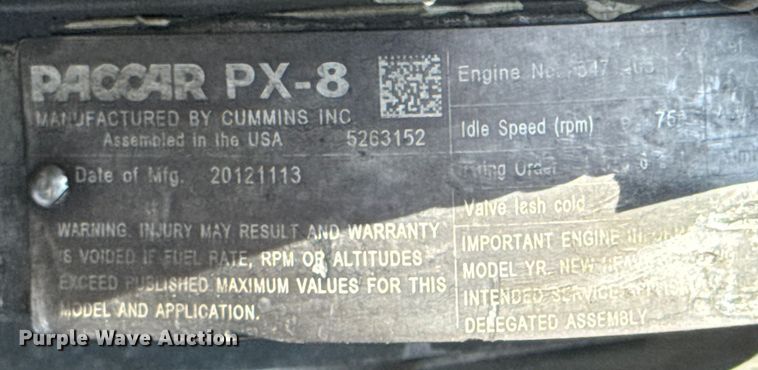 PACCAR PX-8
MANUFACTURED BY CUMMINS INC
Assembled in the USA 5263152
Date of Mfg. 20121113
WARNING. INJURY MAY RESULT AND WARRANTY
IS VOIDED IF FUEL RATE, RPM OR ALTITUDES
EXCEED PUBLISHED MAXIMUM VALUES FOR THIS
MODEL AND APPLICATION.
Engine No.
Idle Speed (rpm)
Valve lash cold
IMPORTANT ENGINE
MODEL YR. NEW
INTENDED SERVICE
DELEGATED ASSEMBLY
Purple Wave Auction